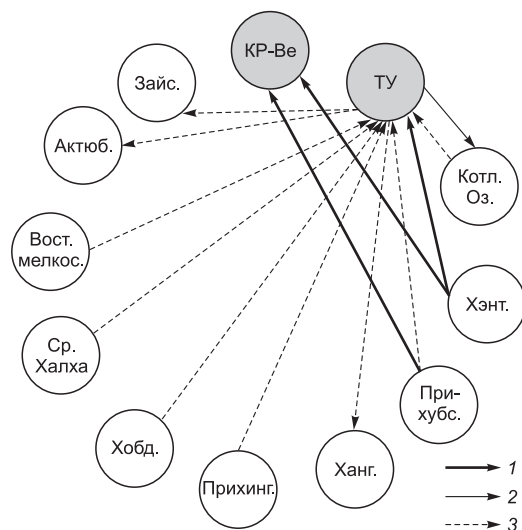 КР-Ве
ТУ
Зайс.
Актюб.
Котл.
Оз.
Вост.
мелкос.
Хэнт.
Ср.
Халха
При-
хубс.
Хобд.
Прихинг.
Ханг.
1
2
3